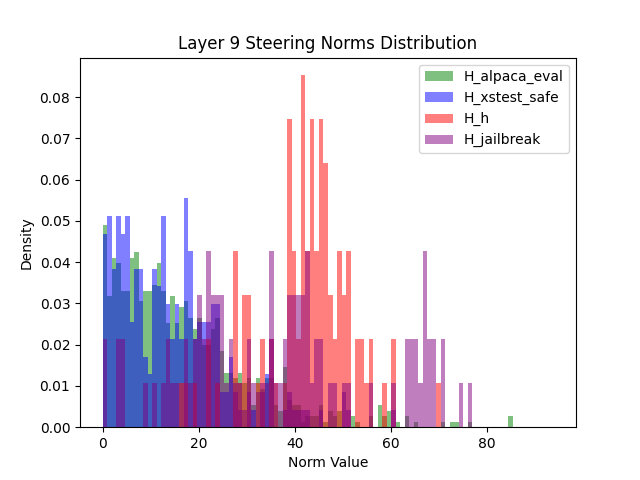 Layer 9 Steering Norms Distribution
H_alpaca_eval
H_xstest_safe
H_h
H_jailbreak
0.08
0.07
0.06
0.05
0.04
0.03
0.02
0.01
0.00
Density
0 20 40 60 80
Norm Value